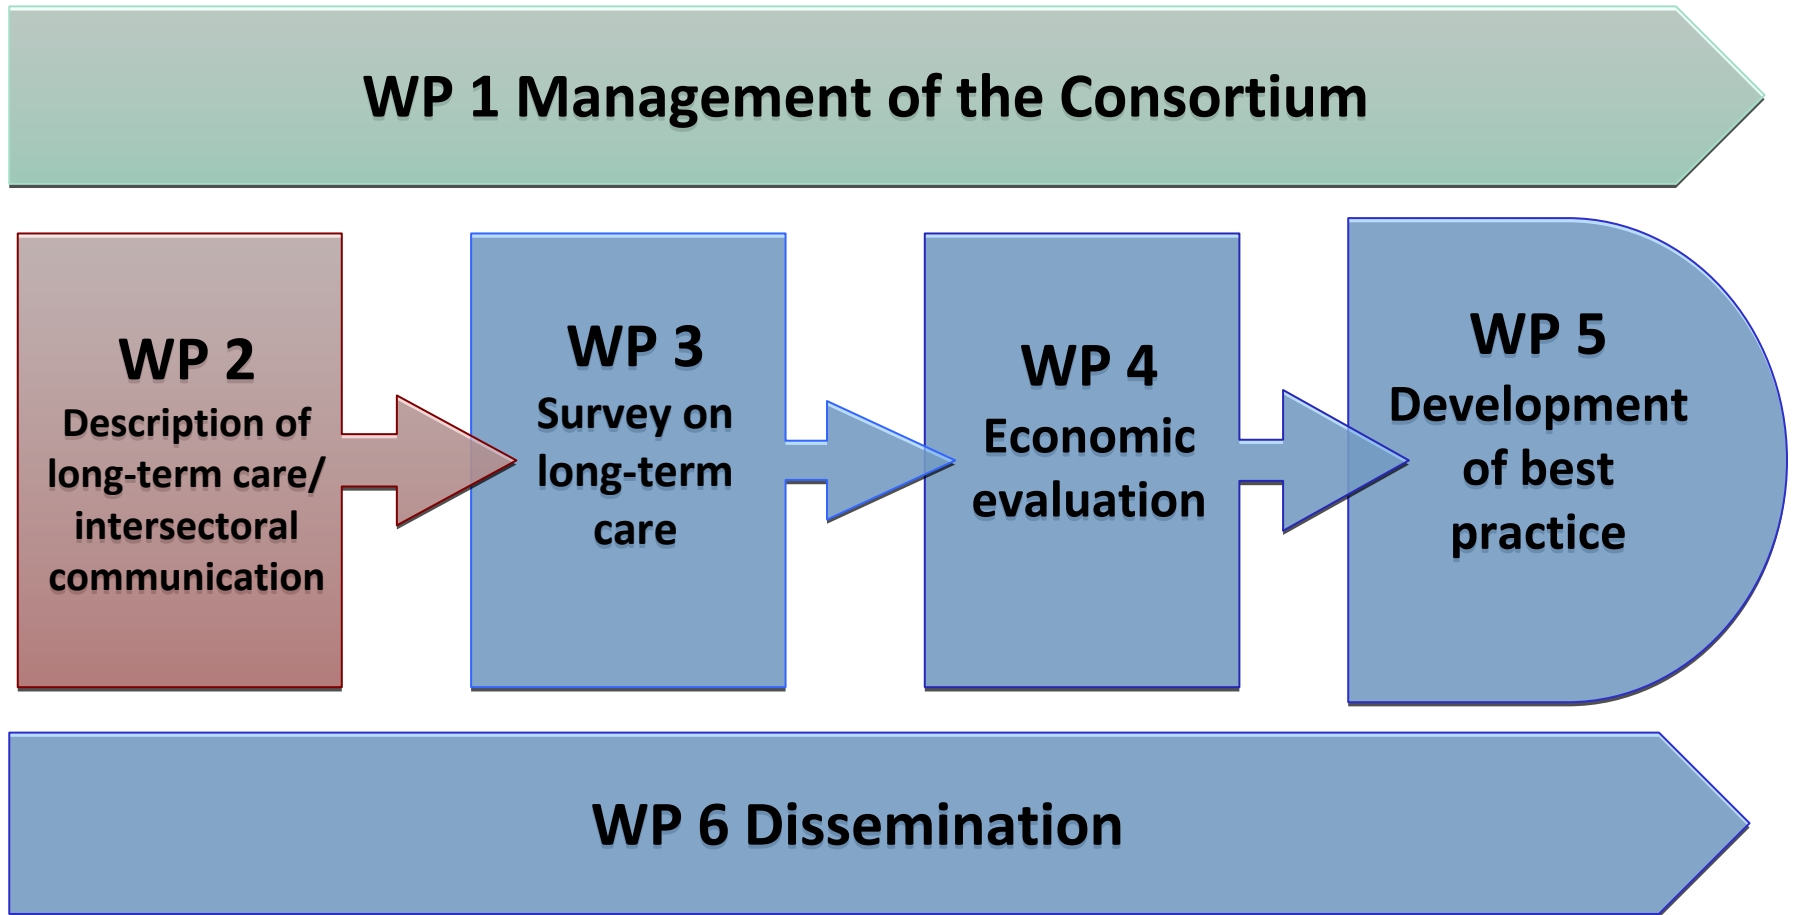 WP 1 Management of the Consortium
WP 2
Description of
long-term care/
intersectoral
communication
WP 3
Survey on
long-term
care
WP 4
Economic
evaluation
WP 5
Development
of best
practice
WP 6 Dissemination